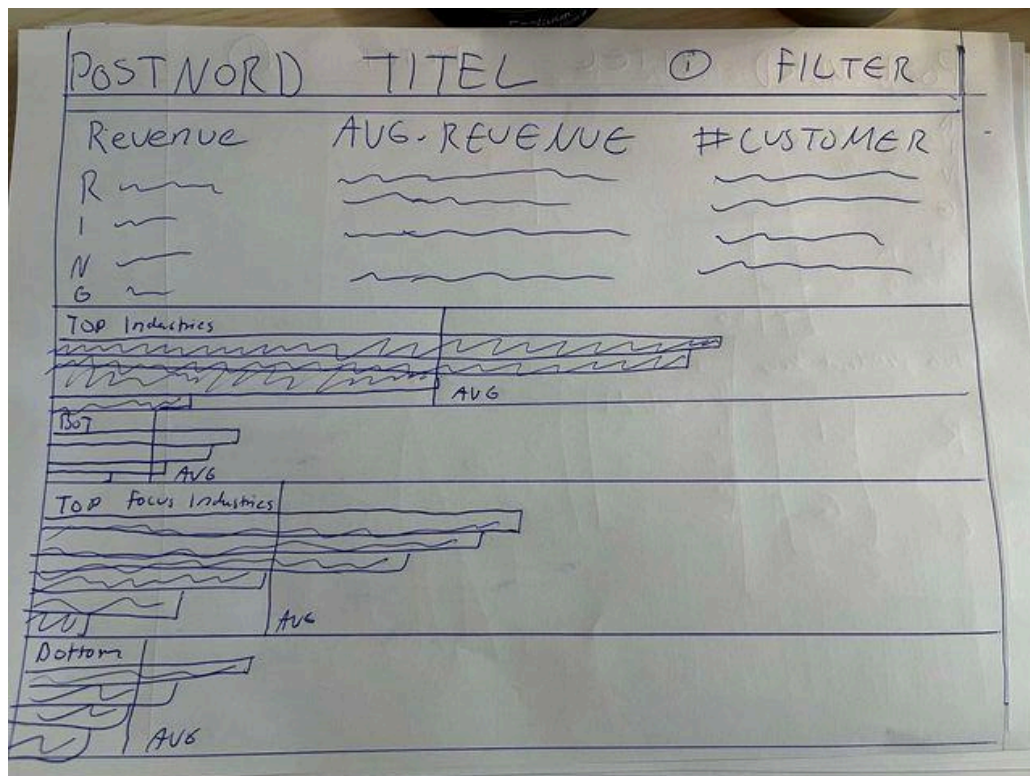 POSTNORD TITEL i FILTER
Revenue AVG. REVENUE #CUSTOMER
R
I
N
G
TOP Industries
AVG
BOT
AVG
TOP Focus Industries
AVG
Bottom
AVG